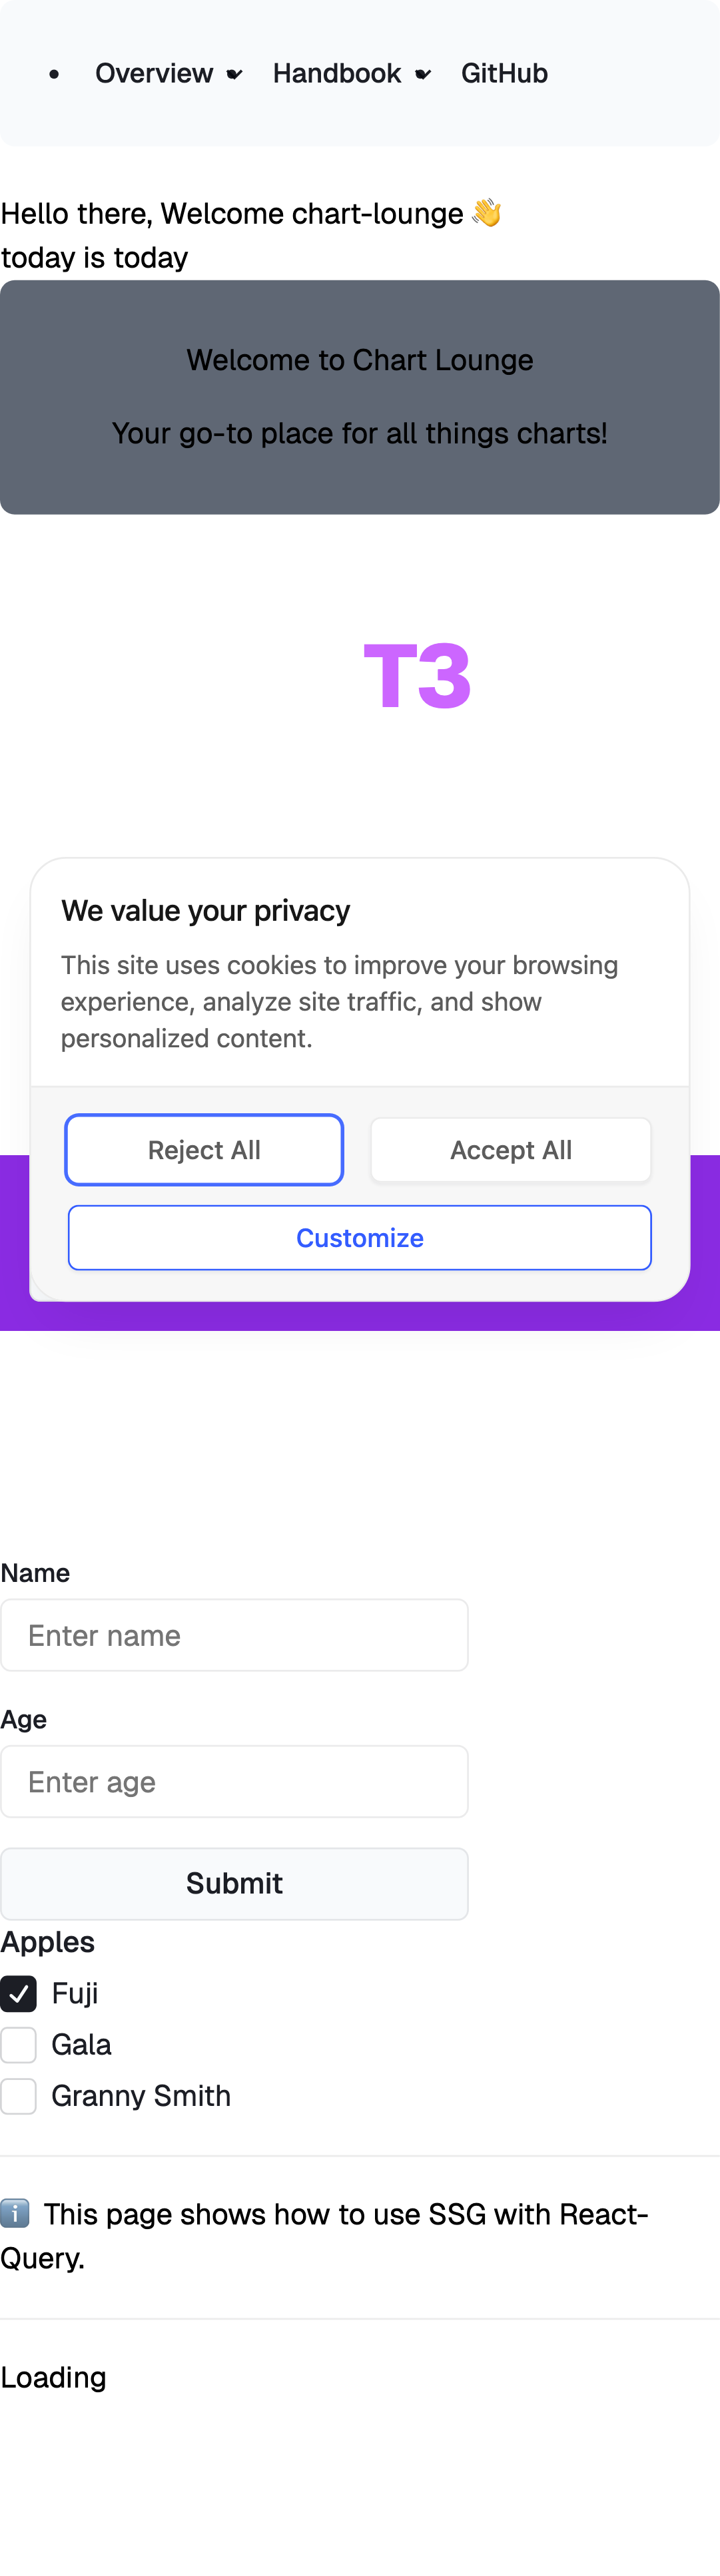 Overview Handbook GitHub
Hello there, Welcome chart-lounge 👋
today is today
Welcome to Chart Lounge
Your go-to place for all things charts!
T3
We value your privacy
This site uses cookies to improve your browsing
experience, analyze site traffic, and show
personalized content.
Reject All Accept All
Customize
Name
Enter name
Age
Enter age
Submit
Apples
Fuji
Gala
Granny Smith
ℹ️ This page shows how to use SSG with React-
Query.
Loading